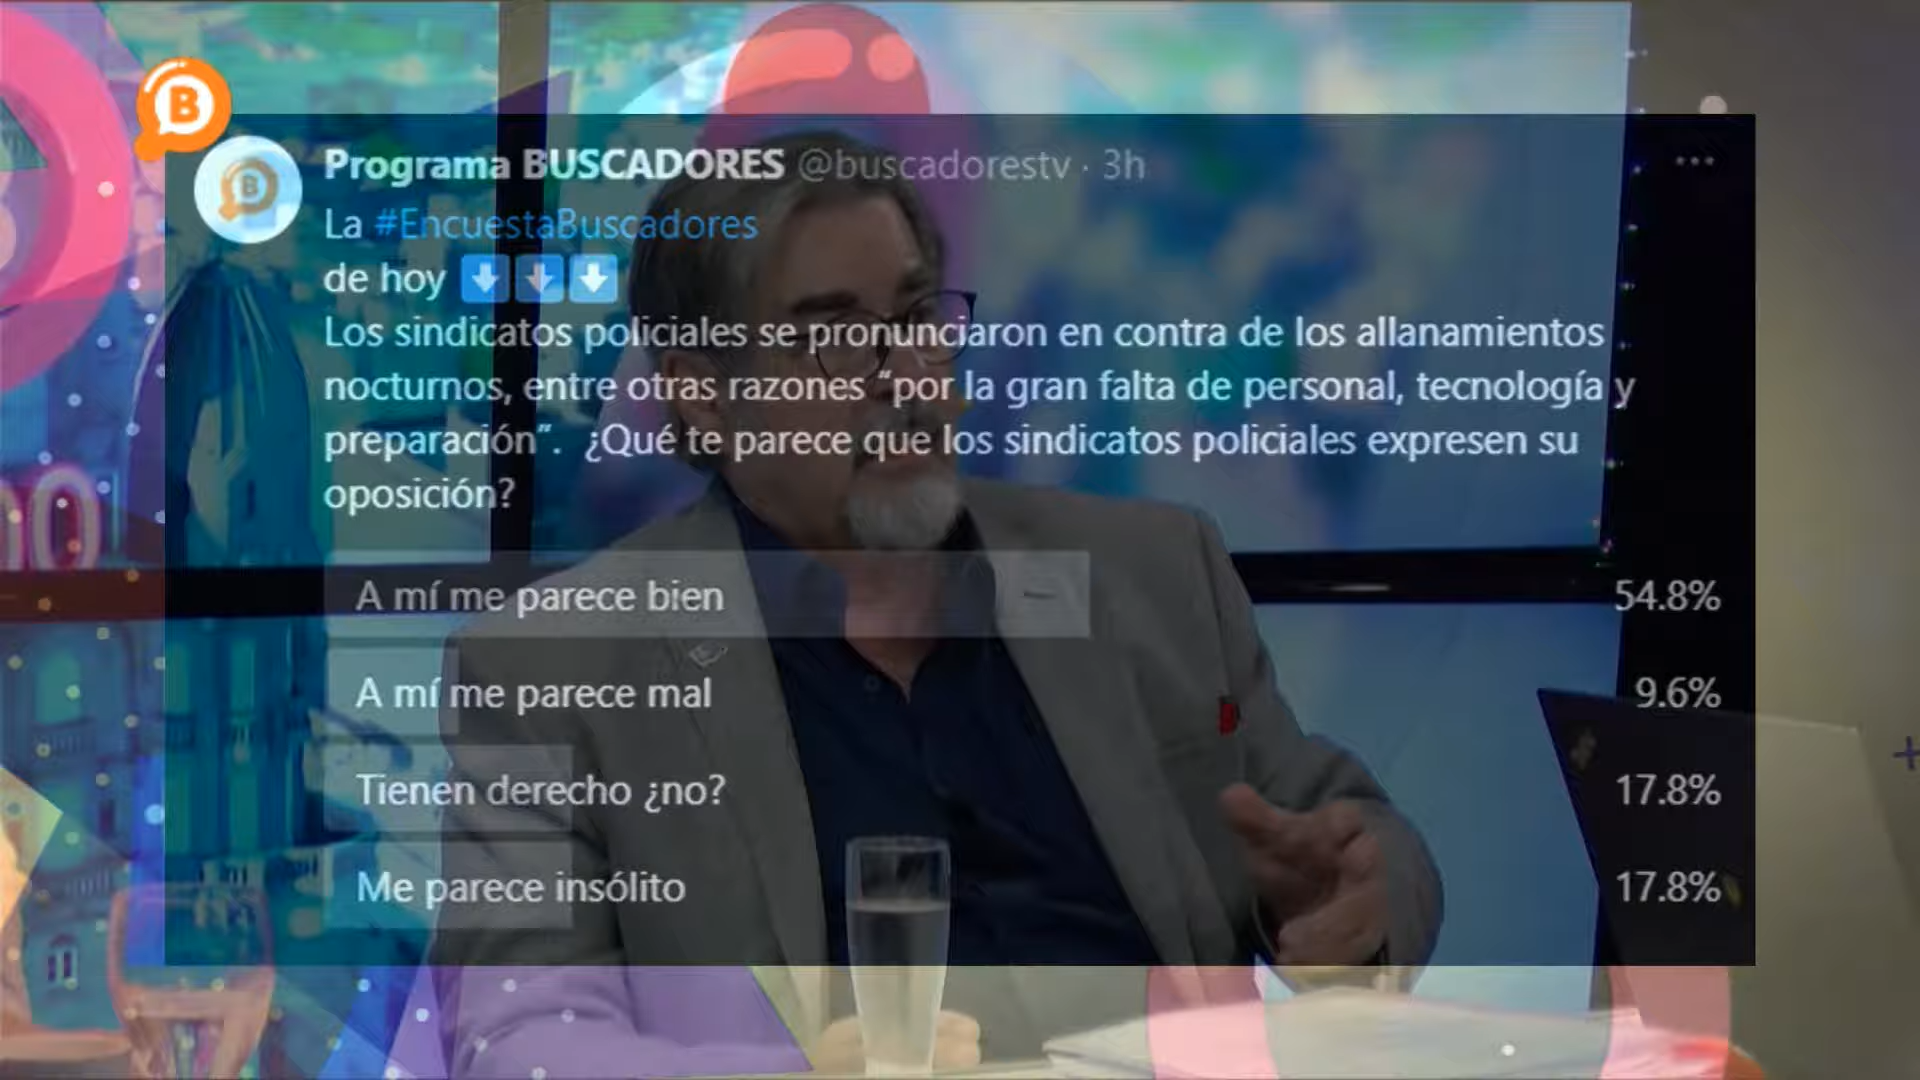 B
Programa BUSCADORES @buscadorestv · 3h
La #EncuestaBuscadores
de hoy ⬇⬇⬇
Los sindicatos policiales se pronunciaron en contra de los allanamientos
nocturnos, entre otras razones “por la gran falta de personal, tecnología y
preparación”. ¿Qué te parece que los sindicatos policiales expresen su
oposición?
A mí me parece bien 54.8%
A mí me parece mal 9.6%
Tienen derecho ¿no? 17.8%
Me parece insólito 17.8%